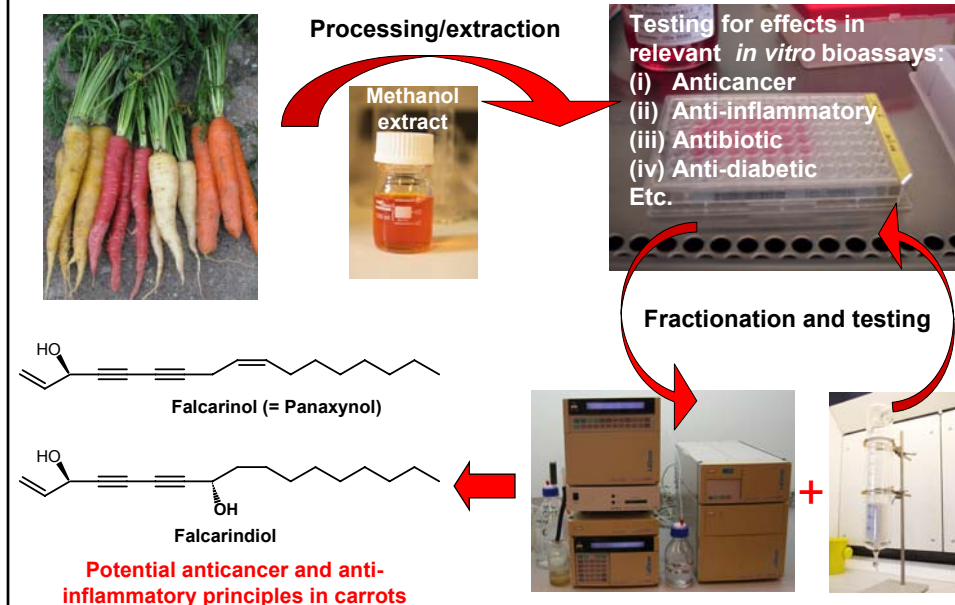 Processing/extraction
Methanol
extract
Testing for effects in
relevant in vitro bioassays:
(i) Anticancer
(ii) Anti-inflammatory
(iii) Antibiotic
(iv) Anti-diabetic
Etc.
Fractionation and testing
HO
Falcarinol (= Panaxynol)
HO
OH
Falcarindiol
Potential anticancer and anti-
inflammatory principles in carrots
+